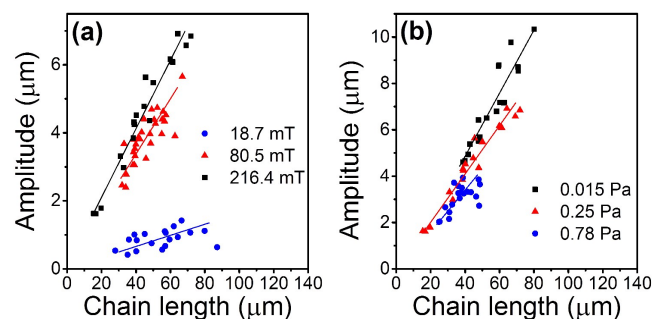 (a)
Amplitude (μm)
6
4
2
0
18.7 mT
80.5 mT
216.4 mT
0 20 40 60 80 100 120 140
Chain length (μm)
(b)
Amplitude (μm)
10
8
6
4
2
0
0.015 Pa
0.25 Pa
0.78 Pa
0 20 40 60 80 100 120 140
Chain length (μm)